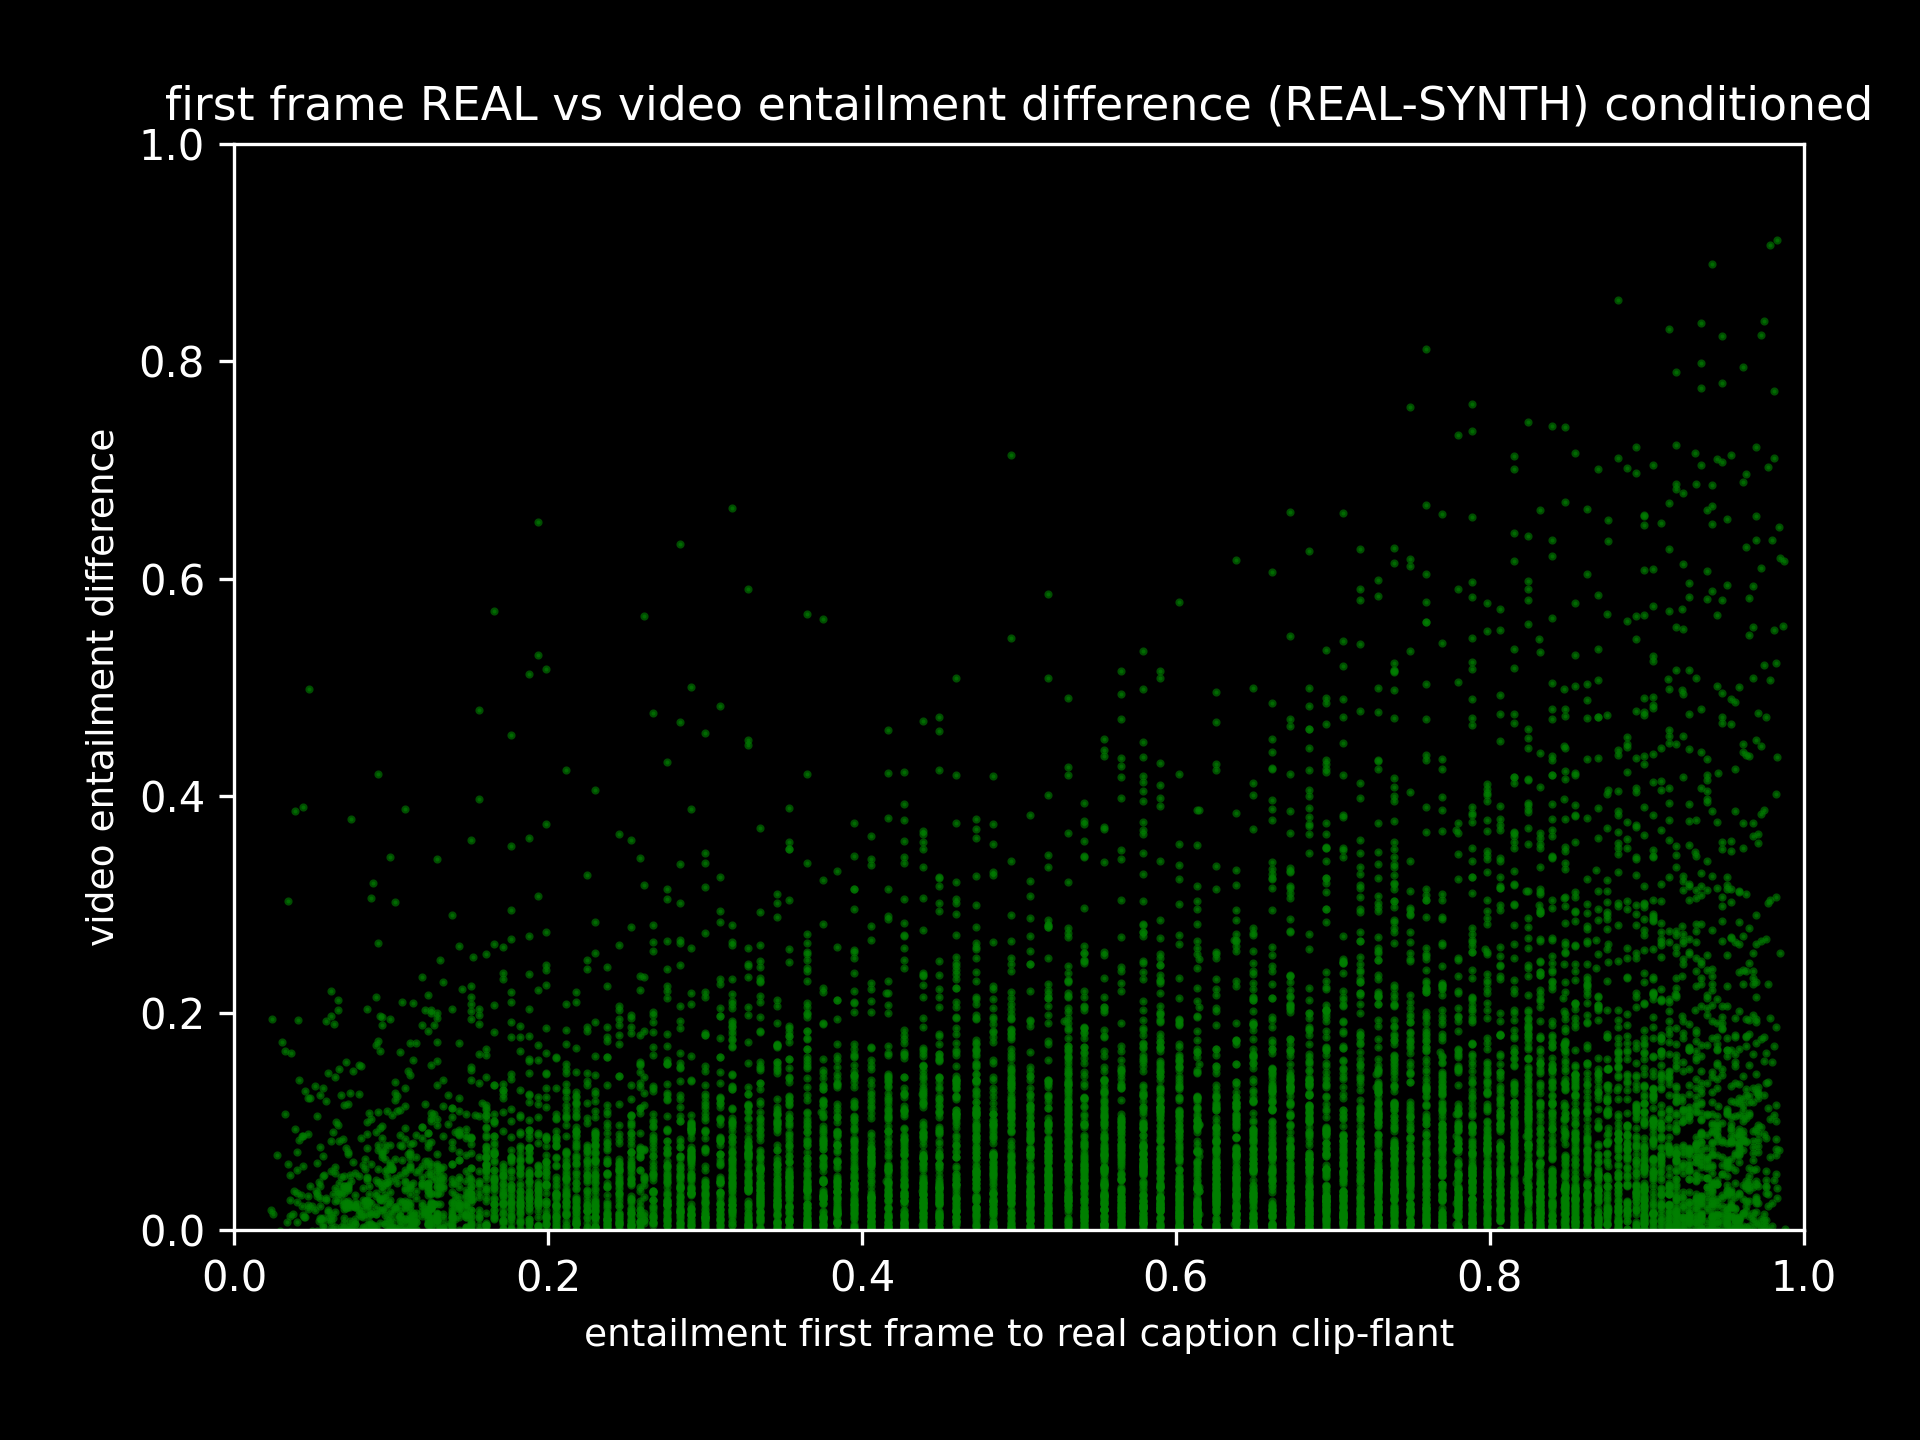 first frame REAL vs video entailment difference (REAL-SYNTH) conditioned
1.0
0.8
0.6
0.4
0.2
0.0
video entailment difference
0.0 0.2 0.4 0.6 0.8 1.0
entailment first frame to real caption clip-flant